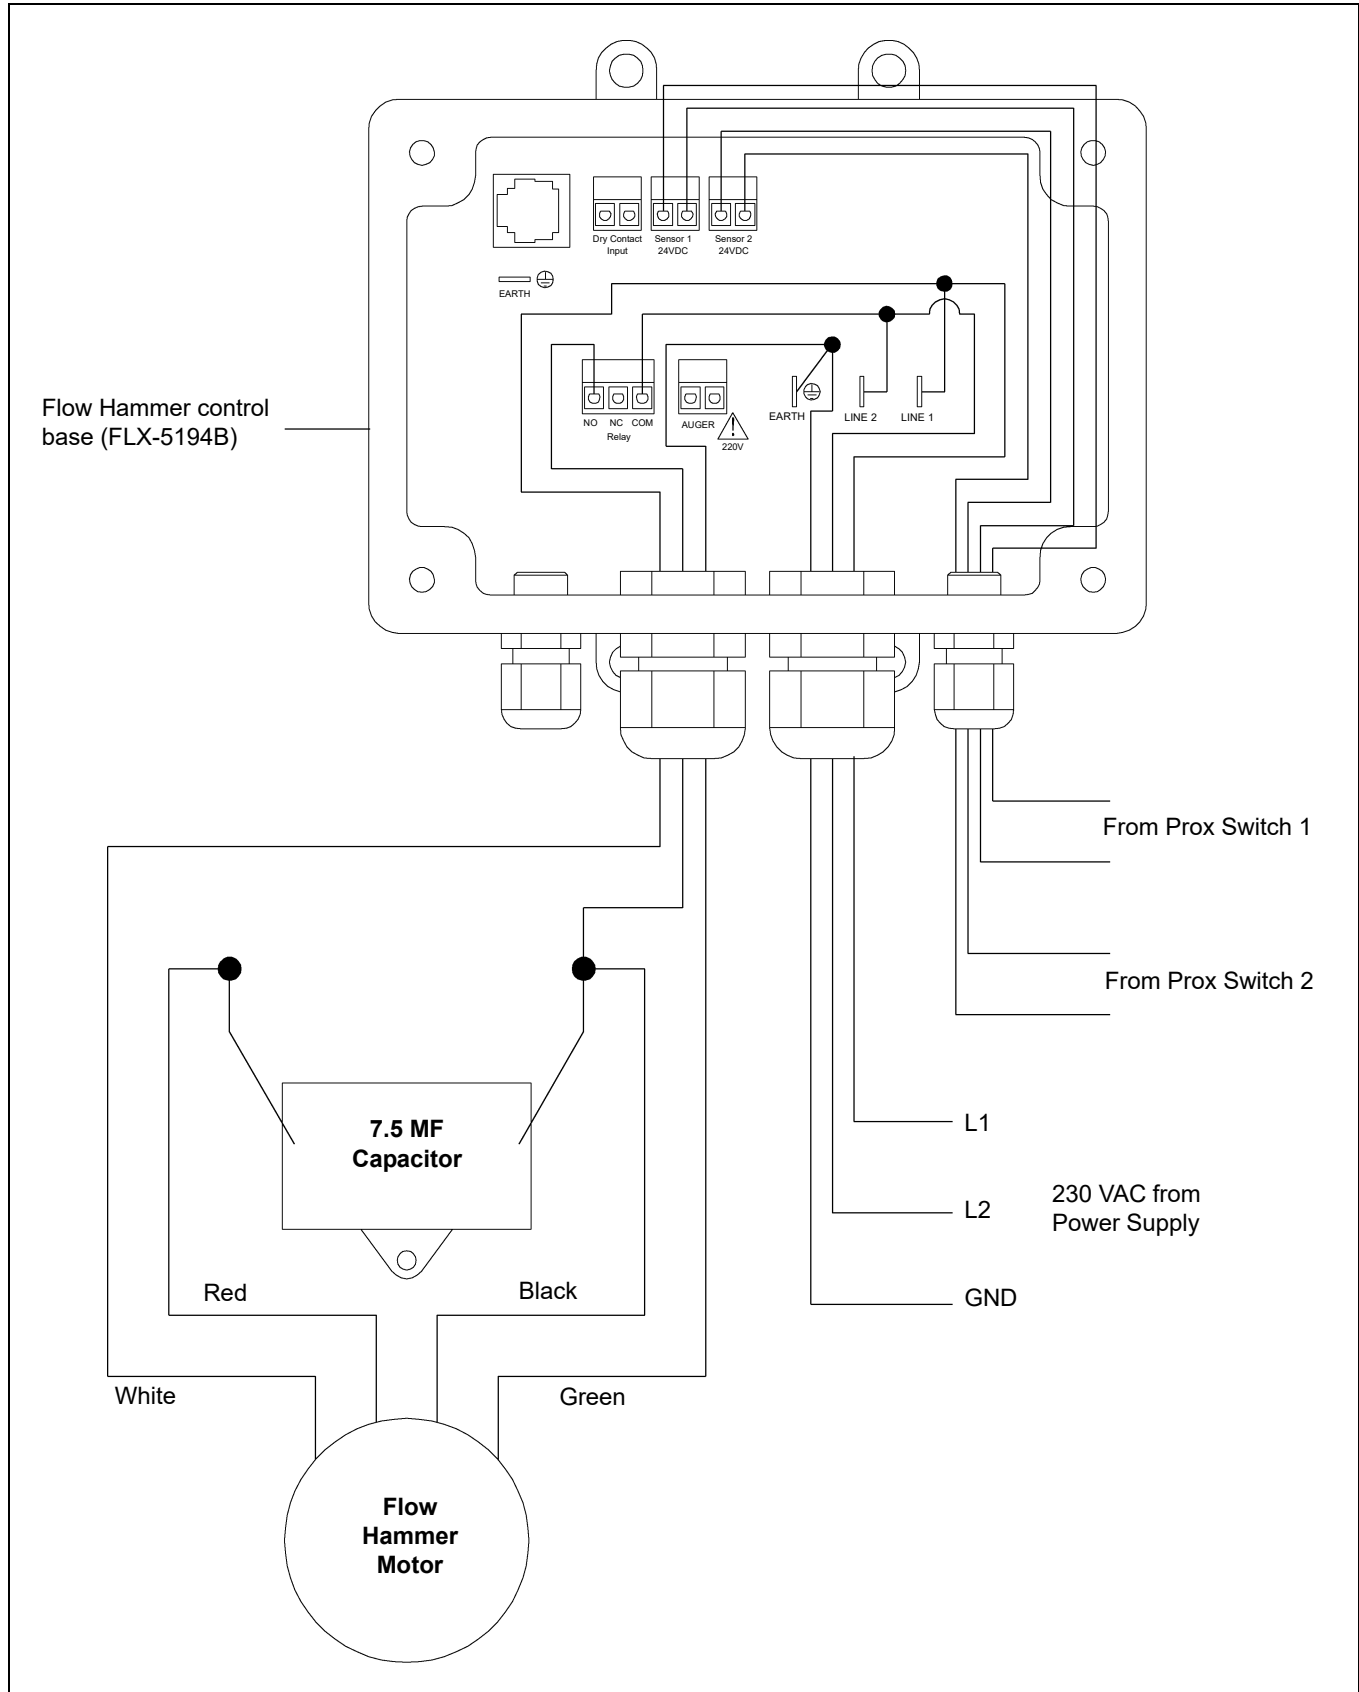 Dry Contact
Input
Sensor 1
24VDC
Sensor 2
24VDC
EARTH
Flow Hammer control
base (FLX-5194B)
NO
NC
COM
Relay
AUGER
220V
EARTH
LINE 2
LINE 1
From Prox Switch 1
From Prox Switch 2
7.5 MF
Capacitor
L1
L2
230 VAC from
Power Supply
GND
Red
Black
White
Green
Flow
Hammer
Motor